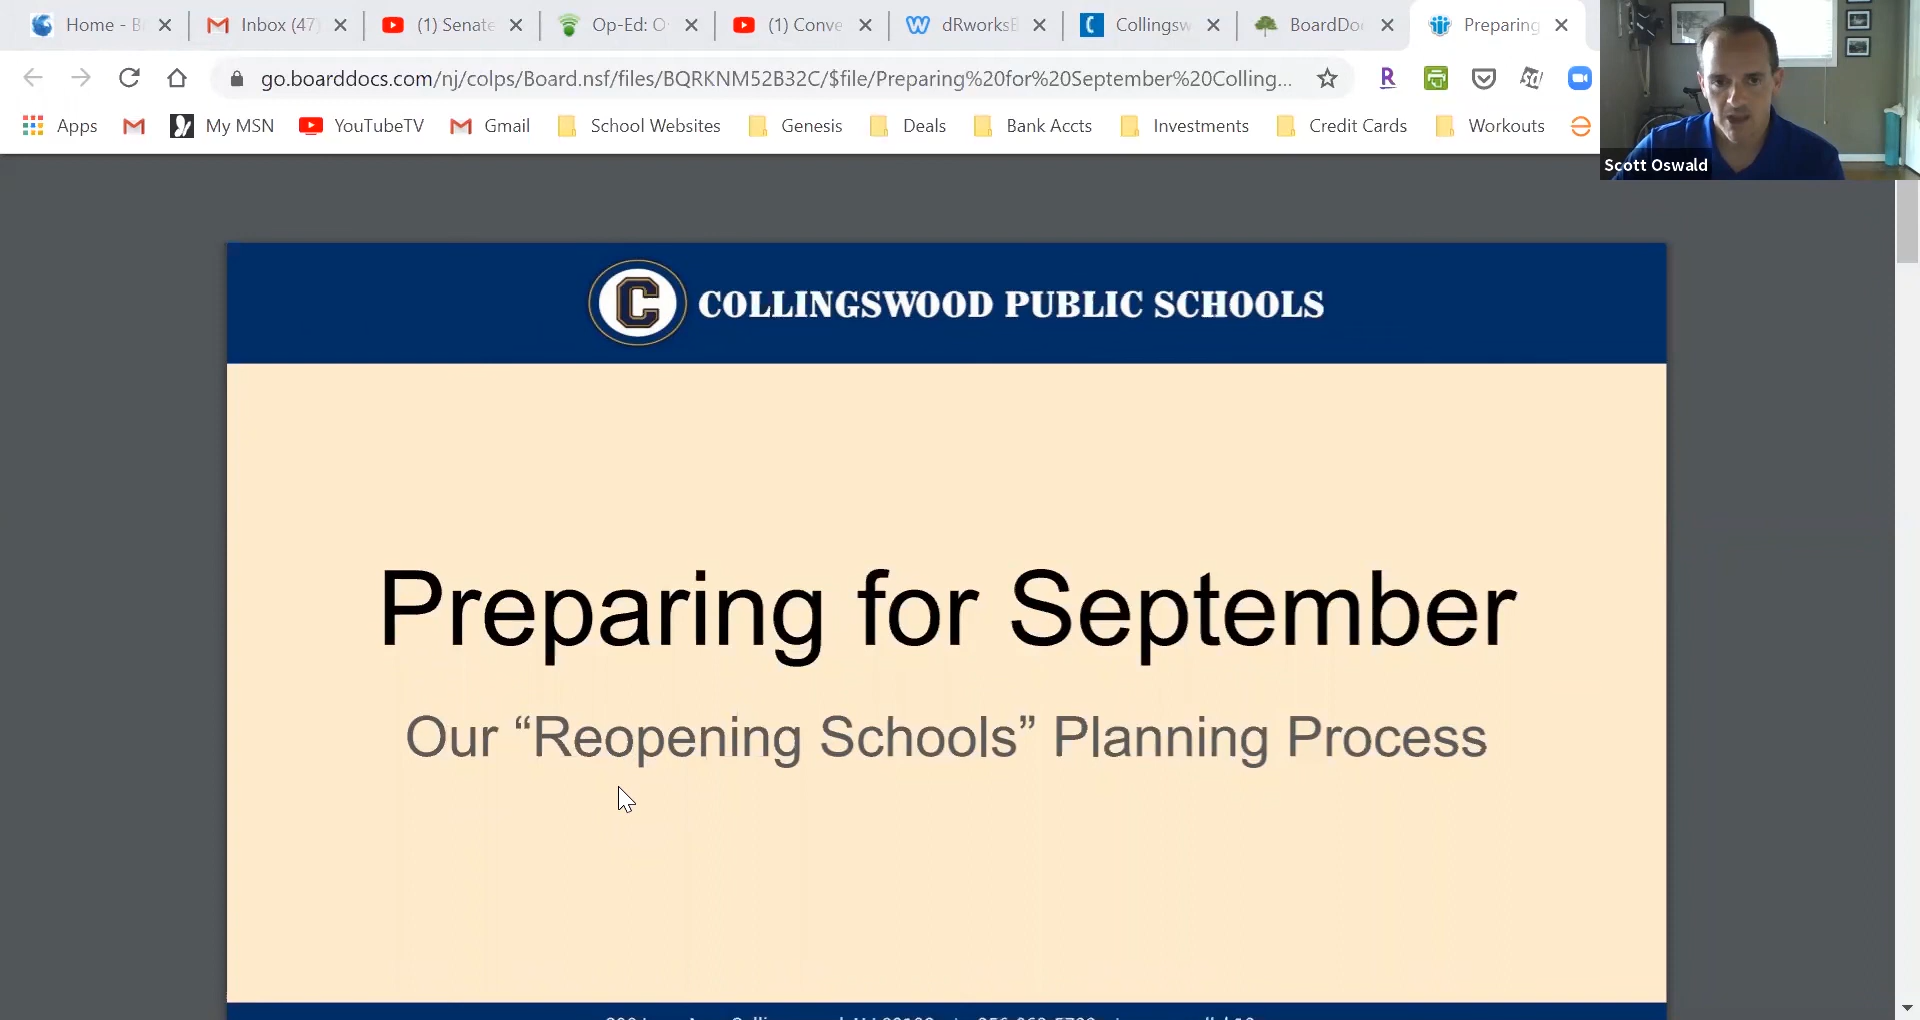 Home - B
Inbox (47)
(1) Senate
Op-Ed: O
(1) Conve
dRworksB
Collingsw
BoardDo
Preparing
go.boarddocs.com/nj/colps/Board.nsf/files/BQRKNM52B32C/$file/Preparing%20for%20September%20Colling...
Apps
My MSN
YouTubeTV
Gmail
School Websites
Genesis
Deals
Bank Accts
Investments
Credit Cards
Workouts
Scott Oswald
C COLLINGSWOOD PUBLIC SCHOOLS
Preparing for September
Our “Reopening Schools” Planning Process